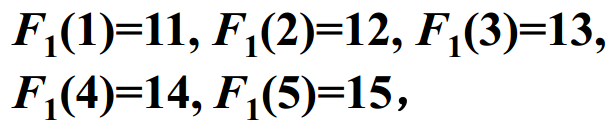 F₁(1)=11, F₁(2)=12, F₁(3)=13,
F₁(4)=14, F₁(5)=15，